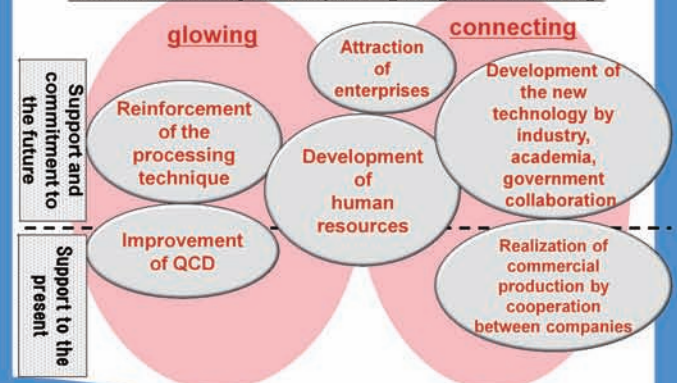 glowing
connecting
Attraction
of
enterprises
Support and
commitment to
the future
Reinforcement
of the
processing
technique
Development
of
human
resources
Development of
the new
technology by
industry,
academia,
government
collaboration
Support to the
present
Improvement
of QCD
Realization of
commercial
production by
cooperation
between companies